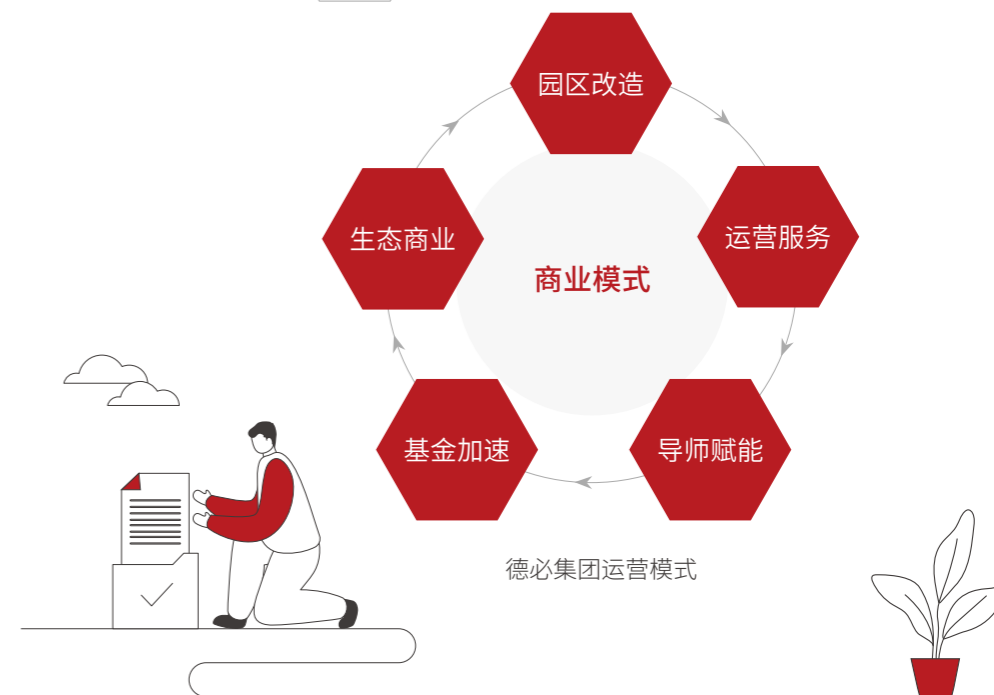 园区改造
运营服务
生态商业
商业模式
基金加速
导师赋能
德必集团运营模式